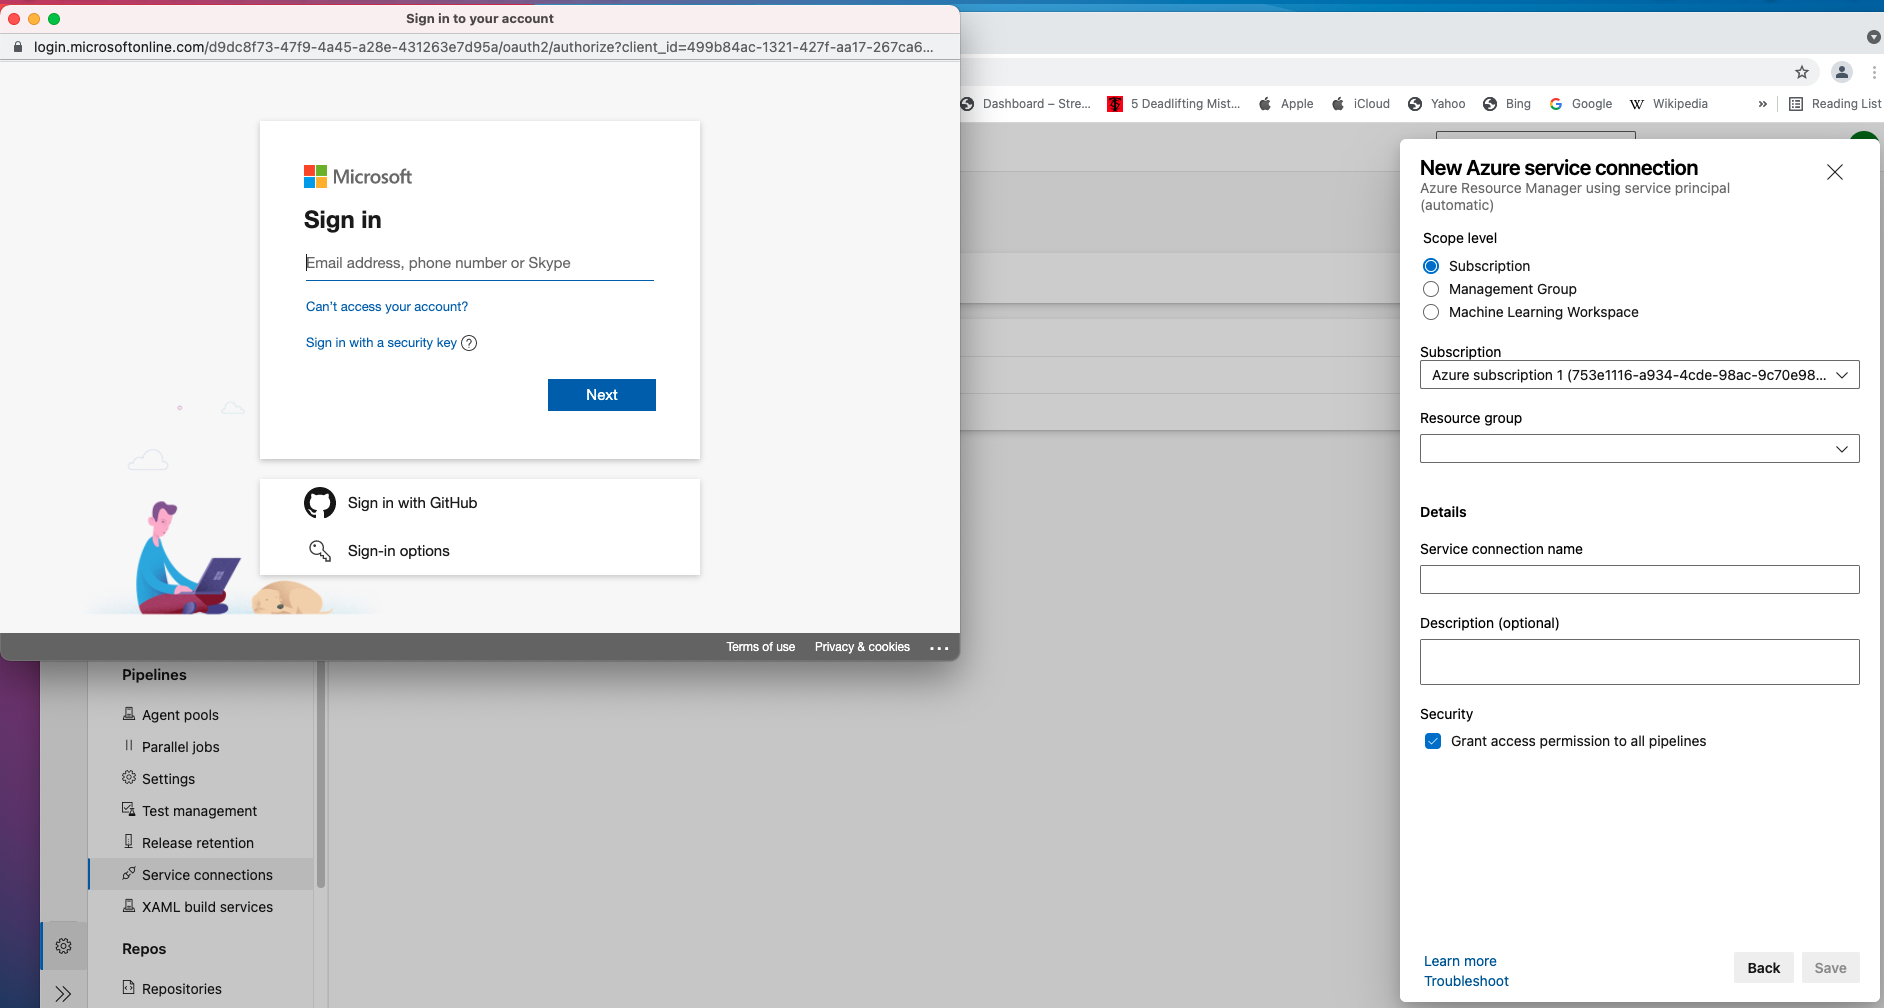 Sign in to your account
login.microsoftonline.com/d9dc8f73-47f9-4a45-a28e-431263e7d95a/oauth2/authorize?client_id=499b84ac-1321-427f-aa17-267ca6...
Microsoft
Sign in
Email address, phone number or Skype
Can't access your account?
Sign in with a security key ?
Next
Sign in with GitHub
Sign-in options
Terms of use Privacy & cookies ...
Dashboard – Stre... 5 Deadlifting Mist... Apple iCloud Yahoo Bing Google Wikipedia » Reading List
New Azure service connection
Azure Resource Manager using service principal
(automatic)
Scope level
Subscription
Management Group
Machine Learning Workspace
Subscription
Azure subscription 1 (753e1116-a934-4cde-98ac-9c70e98...
Resource group
Details
Service connection name
Description (optional)
Security
Grant access permission to all pipelines
Learn more
Troubleshoot
Back Save
Pipelines
Agent pools
Parallel jobs
Settings
Test management
Release retention
Service connections
XAML build services
Repos
Repositories